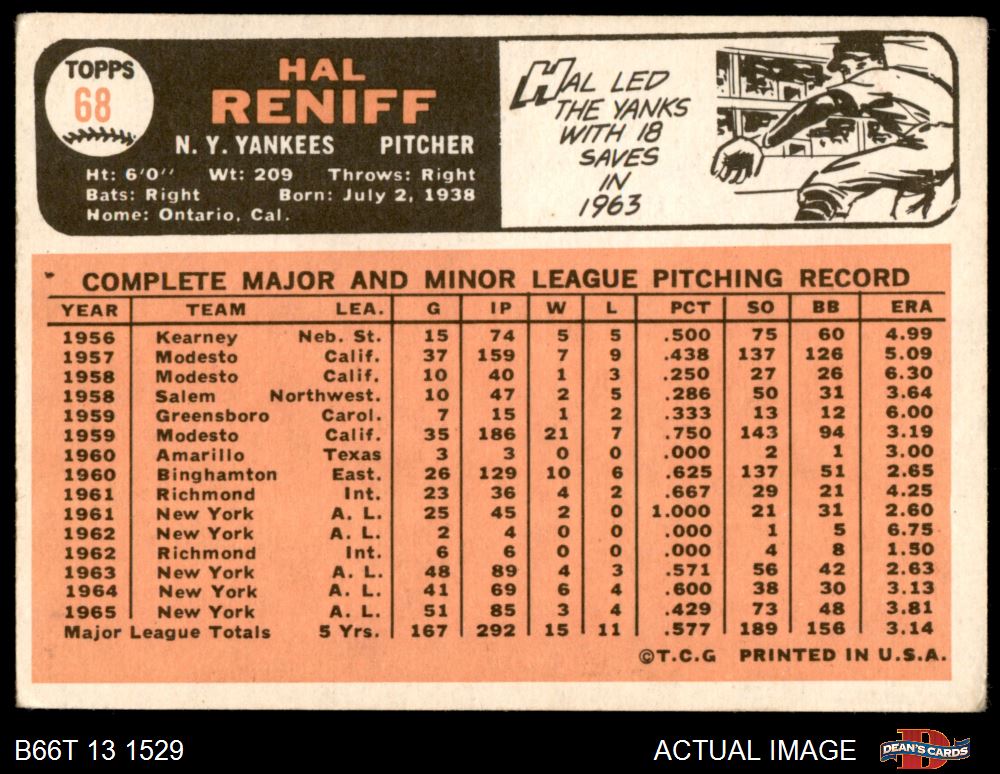 TOPPS
68
HAL
RENIFF
N. Y. YANKEES PITCHER
Ht: 6'0" Wt: 209 Throws: Right
Bats: Right Born: July 2, 1938
Home: Ontario, Cal.
HAL LED
THE YANKS
WITH 18
SAVES
IN
1963
COMPLETE MAJOR AND MINOR LEAGUE PITCHING RECORD
YEAR TEAM LEA. G IP W L PCT SO BB ERA
1956 Kearney Neb. St. 15 74 5 5 .500 75 60 4.99
1957 Modesto Calif. 37 159 7 9 .438 137 126 5.09
1958 Modesto Calif. 10 40 1 3 .250 27 26 6.30
1958 Salem Northwest. 10 47 2 5 .286 50 31 3.64
1959 Greensboro Carol. 7 15 1 2 .333 13 12 6.00
1959 Modesto Calif. 35 186 21 7 .750 143 94 3.19
1960 Amarillo Texas 3 3 0 0 .000 2 1 3.00
1960 Binghamton East. 26 129 10 6 .625 137 51 2.65
1961 Richmond Int. 23 36 4 2 .667 29 21 4.25
1961 New York A. L. 25 45 2 0 1.000 21 31 2.60
1962 New York A. L. 2 4 0 0 .000 1 5 6.75
1962 Richmond Int. 6 6 0 0 .000 4 8 1.50
1963 New York A. L. 48 89 4 3 .571 56 42 2.63
1964 New York A. L. 41 69 6 4 .600 38 30 3.13
1965 New York A. L. 51 85 3 4 .429 73 48 3.81
Major League Totals 5 Yrs. 167 292 15 11 .577 189 156 3.14
©T.C.G PRINTED IN U.S.A.
B66T 13 1529 ACTUAL IMAGE DEAN'S CARDS